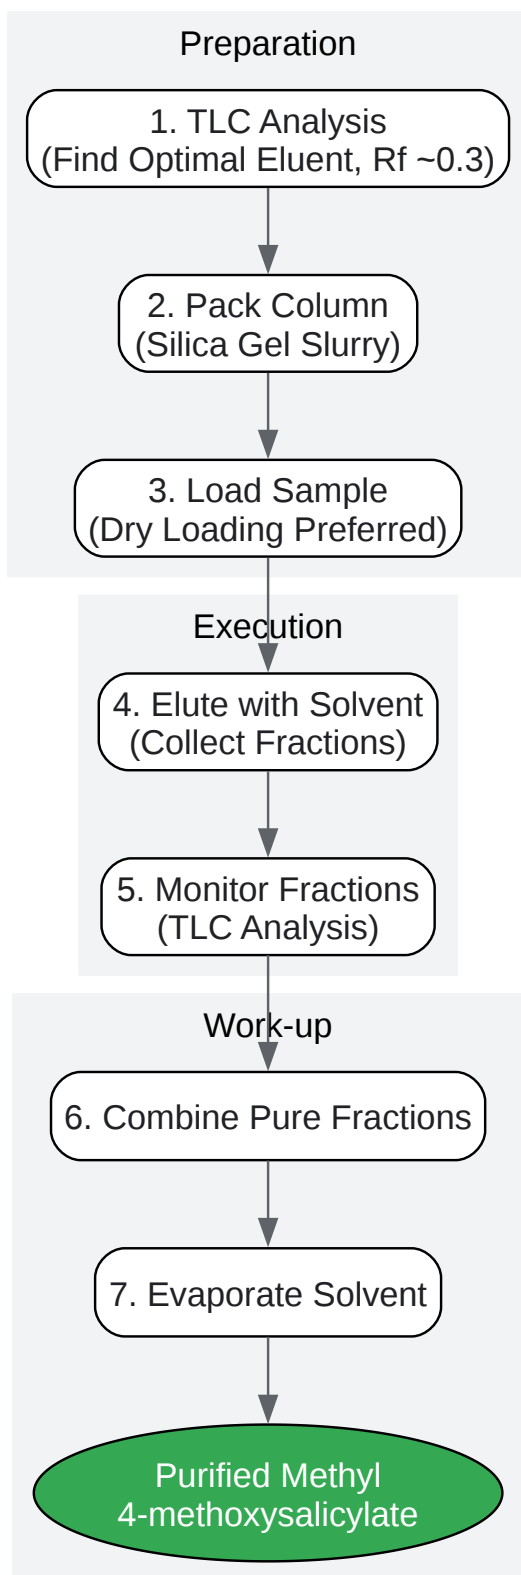 Preparation
1. TLC Analysis
(Find Optimal Eluent, Rf ~0.3)
2. Pack Column
(Silica Gel Slurry)
3. Load Sample
(Dry Loading Preferred)
Execution
4. Elute with Solvent
(Collect Fractions)
5. Monitor Fractions
(TLC Analysis)
Work-up
6. Combine Pure Fractions
7. Evaporate Solvent
Purified Methyl
4-methoxysalicylate